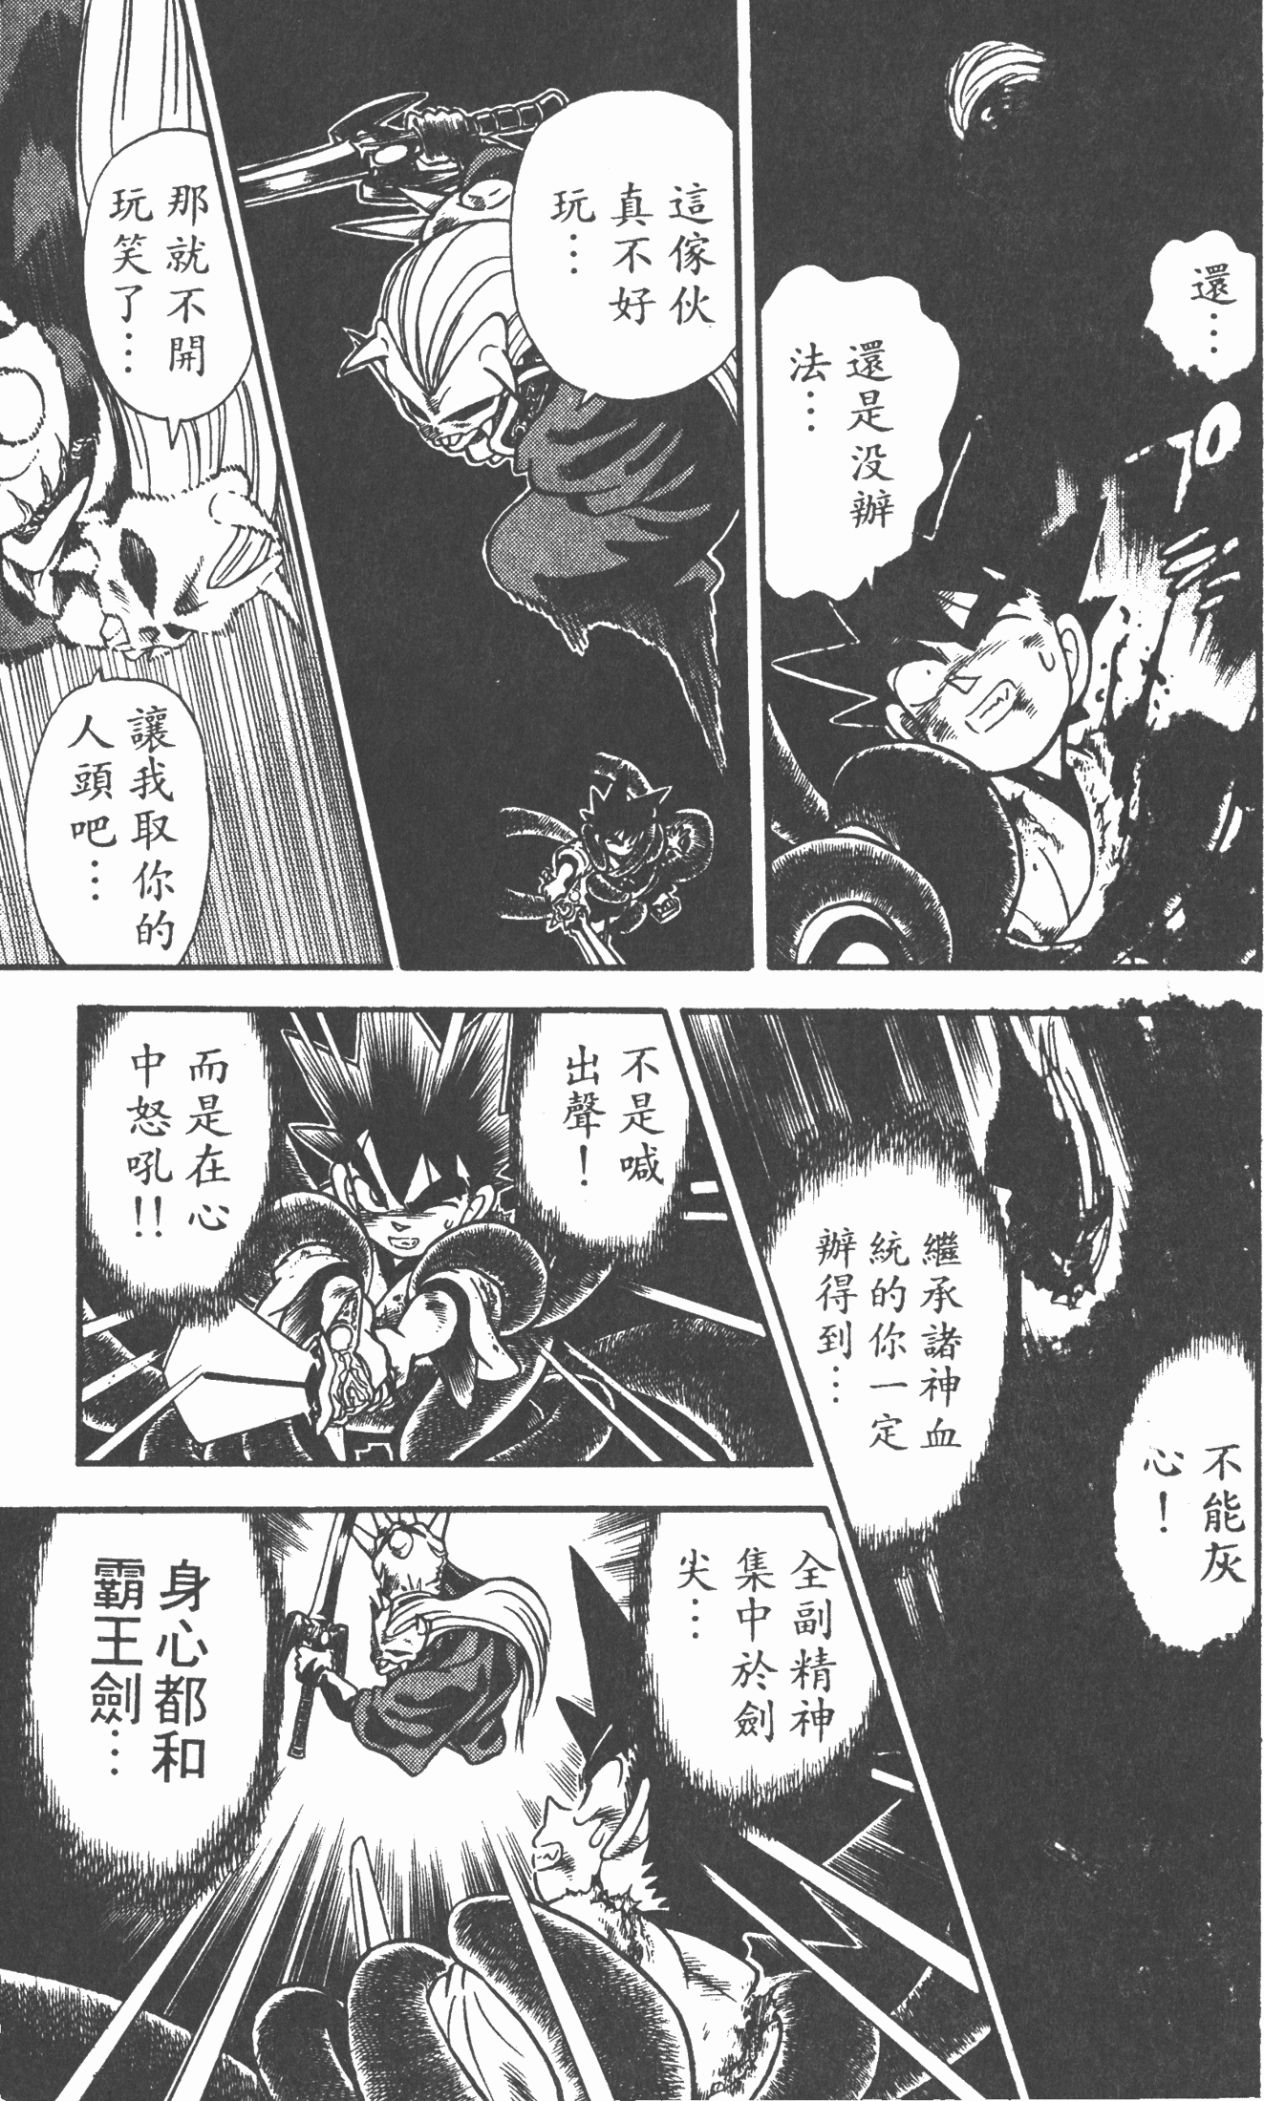 還…
還是没辦
法…
這傢伙
真不好
玩…
那就不開
玩笑了…
讓我取你的
人頭吧…
不能灰
心！
繼承諸神血
統的你一定
辦得到…
不是喊
出聲！
而是在心
中怒吼!!
全副精神
集中於劍
尖…
身心都和
霸王劍…